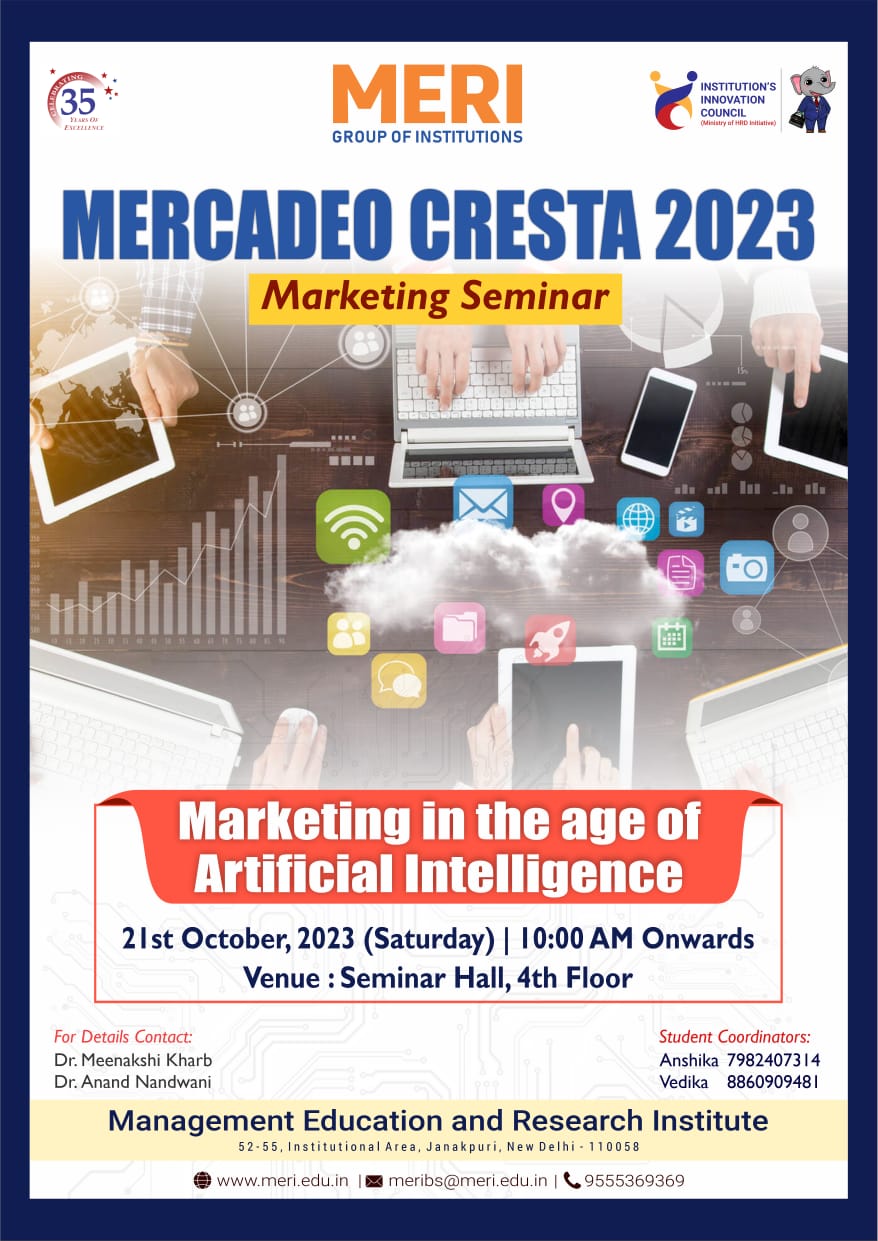 CELEBRATING
35
YEARS OF
EXCELLENCE
MERI
GROUP OF INSTITUTIONS
INSTITUTION'S
INNOVATION
COUNCIL
(Ministry of HRD Initiative)
MERCADEO CRESTA 2023
Marketing Seminar
15%
Marketing in the age of
Artificial Intelligence
21st October, 2023 (Saturday) | 10:00 AM Onwards
Venue : Seminar Hall, 4th Floor
For Details Contact:
Dr. Meenakshi Kharb
Dr. Anand Nandwani
Student Coordinators:
Anshika 7982407314
Vedika 8860909481
Management Education and Research Institute
52-55, Institutional Area, Janakpuri, New Delhi - 110058
www.meri.edu.in | meribs@meri.edu.in | 9555369369